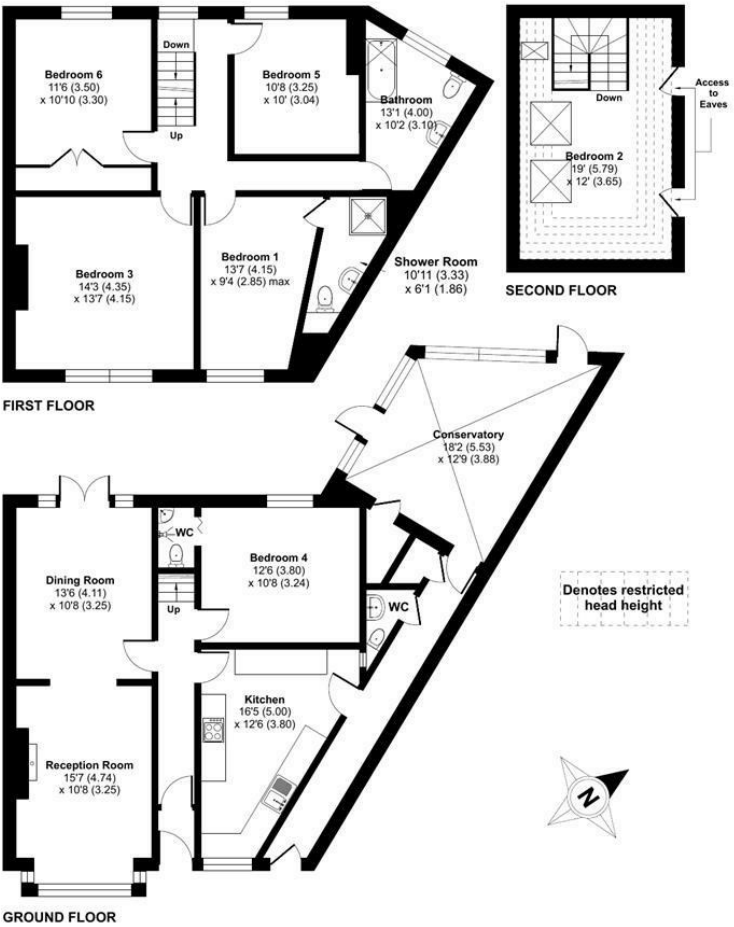 Down
Bedroom 6
11'6 (3.50)
x 10'10 (3.30)
Up
Bedroom 5
10'8 (3.25)
x 10' (3.04)
Bathroom
13'1 (4.00)
x 10'2 (3.10)
Bedroom 3
14'3 (4.35)
x 13'7 (4.15)
Bedroom 1
13'7 (4.15)
x 9'4 (2.85) max
Shower Room
10'11 (3.33)
x 6'1 (1.86)
FIRST FLOOR
Down
Access
to
Eaves
Bedroom 2
19' (5.79)
x 12' (3.65)
SECOND FLOOR
Conservatory
18'2 (5.53)
x 12'9 (3.88)
WC
Bedroom 4
12'6 (3.80)
x 10'8 (3.24)
Dining Room
13'6 (4.11)
x 10'8 (3.25)
Up
WC
Denotes restricted
head height
Kitchen
16'5 (5.00)
x 12'6 (3.80)
Reception Room
15'7 (4.74)
x 10'8 (3.25)
N
GROUND FLOOR